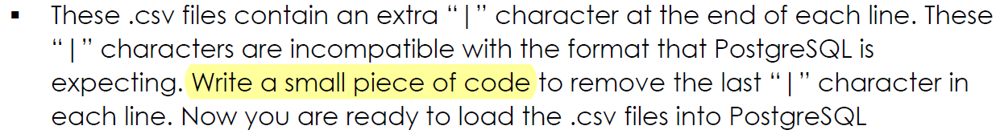 ▪ These .csv files contain an extra “|” character at the end of each line. These
“|” characters are incompatible with the format that PostgreSQL is
expecting. Write a small piece of code to remove the last “|” character in
each line. Now you are ready to load the .csv files into PostgreSQL